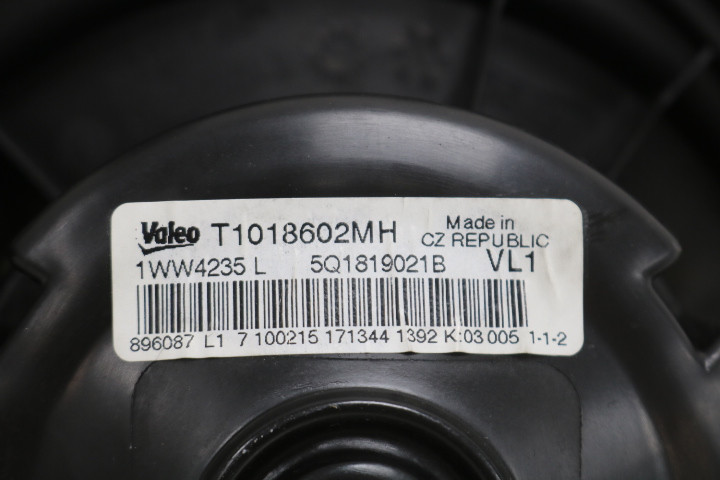 Valeo T1018602MH Made in
CZ REPUBLIC
1WW4235 L 5Q1819021B VL1
896087 L1 7 100215 171344 1392 K:03 005 1-1-2